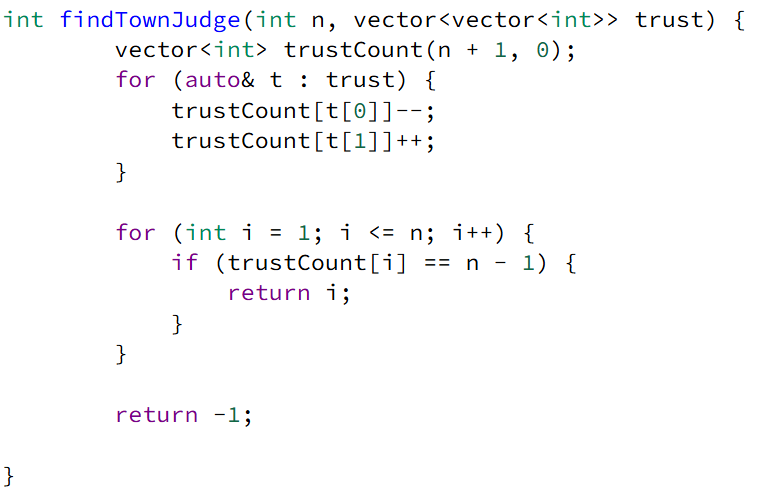 int findTownJudge(int n, vector<vector<int>> trust) {
        vector<int> trustCount(n + 1, 0);
        for (auto& t : trust) {
            trustCount[t[0]]--;
            trustCount[t[1]]++;
        }

        for (int i = 1; i <= n; i++) {
            if (trustCount[i] == n - 1) {
                return i;
            }
        }

        return -1;

}